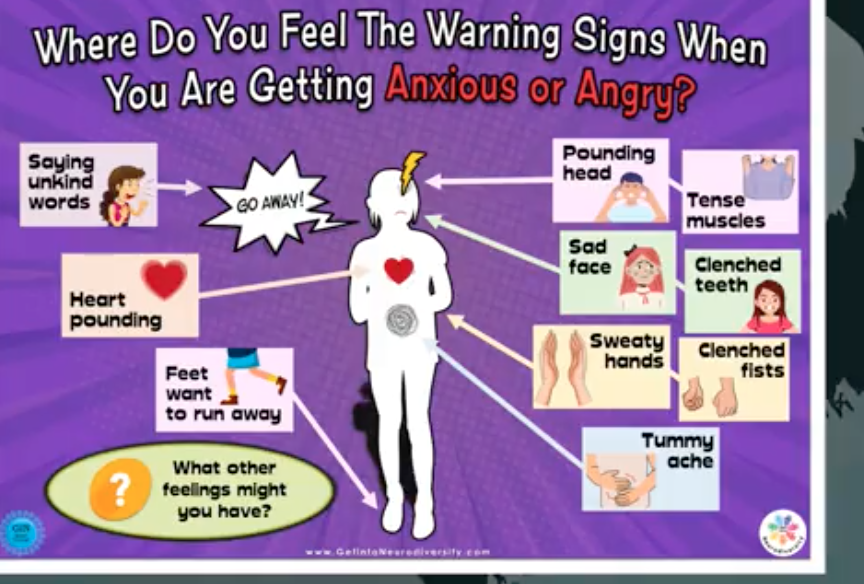 Where Do You Feel The Warning Signs When
You Are Getting Anxious or Angry?
Saying
unkind
words
GO AWAY!
Pounding
head
Tense
muscles
Sad
face
Clenched
teeth
Heart
pounding
Sweaty
hands
Clenched
fists
Feet
want
to run away
Tummy
ache
?
What other
feelings might
you have?
www.GetIntoNeurodiversity.com